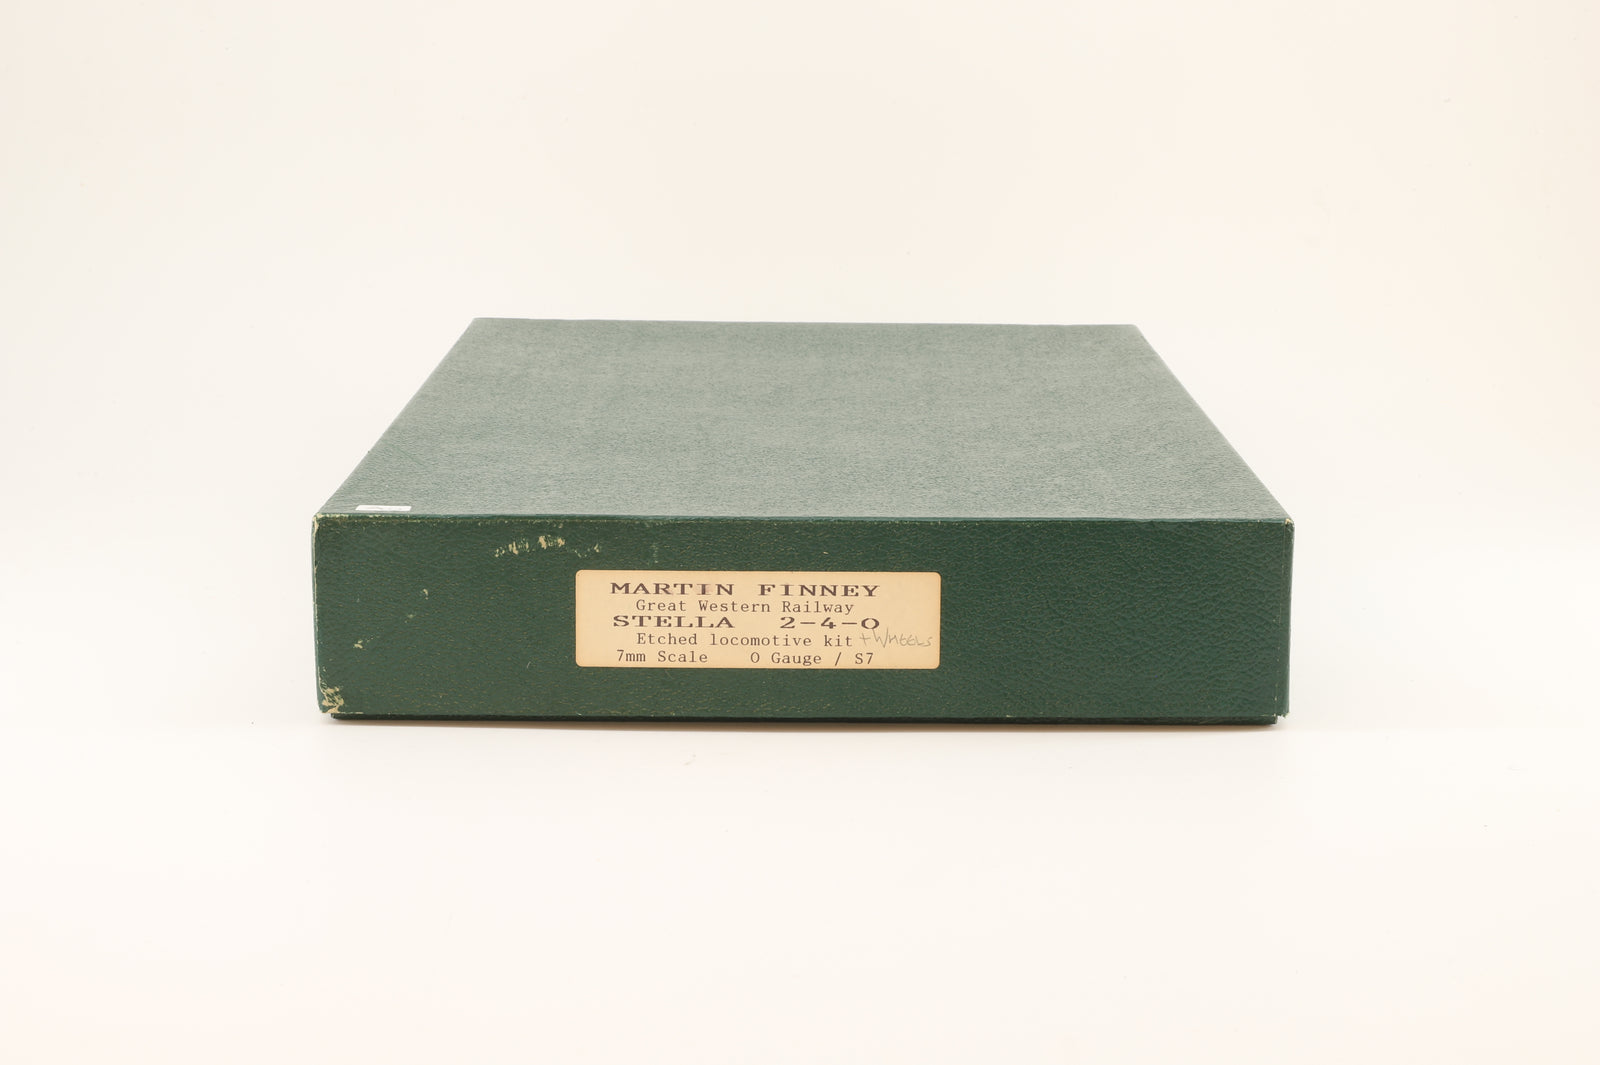 MARTIN FINNEY
Great Western Railway
STELLA 2-4-0
Etched locomotive kit + WHEELS
7mm Scale O Gauge / S7